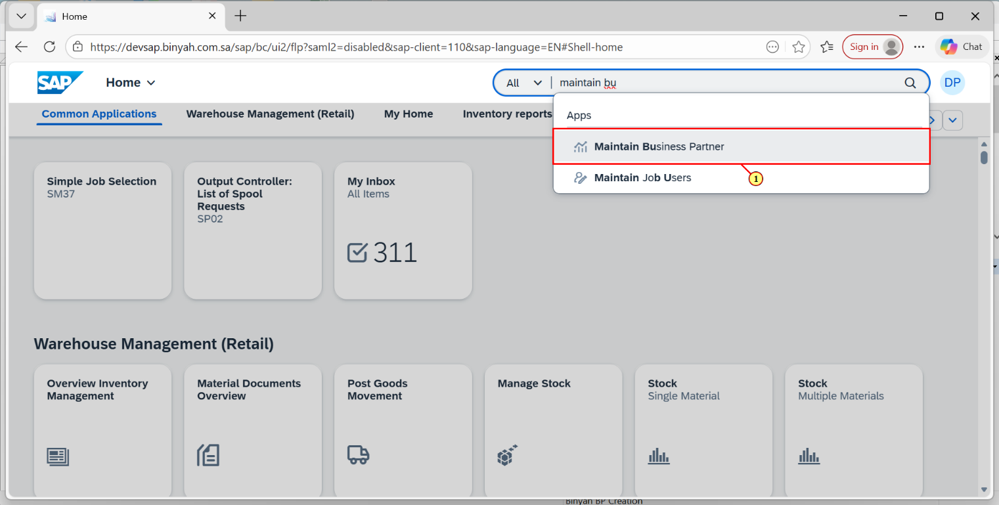 Home
https://devsap.binyah.com.sa/sap/bc/ui2/flp?saml2=disabled&sap-client=110&sap-language=EN#Shell-home
Sign in
Chat
SAP
Home
All
maintain bu
DP
Common Applications
Warehouse Management (Retail)
My Home
Inventory reports
Apps
Maintain Business Partner
Maintain Job Users
1
Simple Job Selection
SM37
Output Controller:
List of Spool
Requests
SP02
My Inbox
All Items
311
Warehouse Management (Retail)
Overview Inventory
Management
Material Documents
Overview
Post Goods
Movement
Manage Stock
Stock
Single Material
Stock
Multiple Materials
Binyah BP Creation